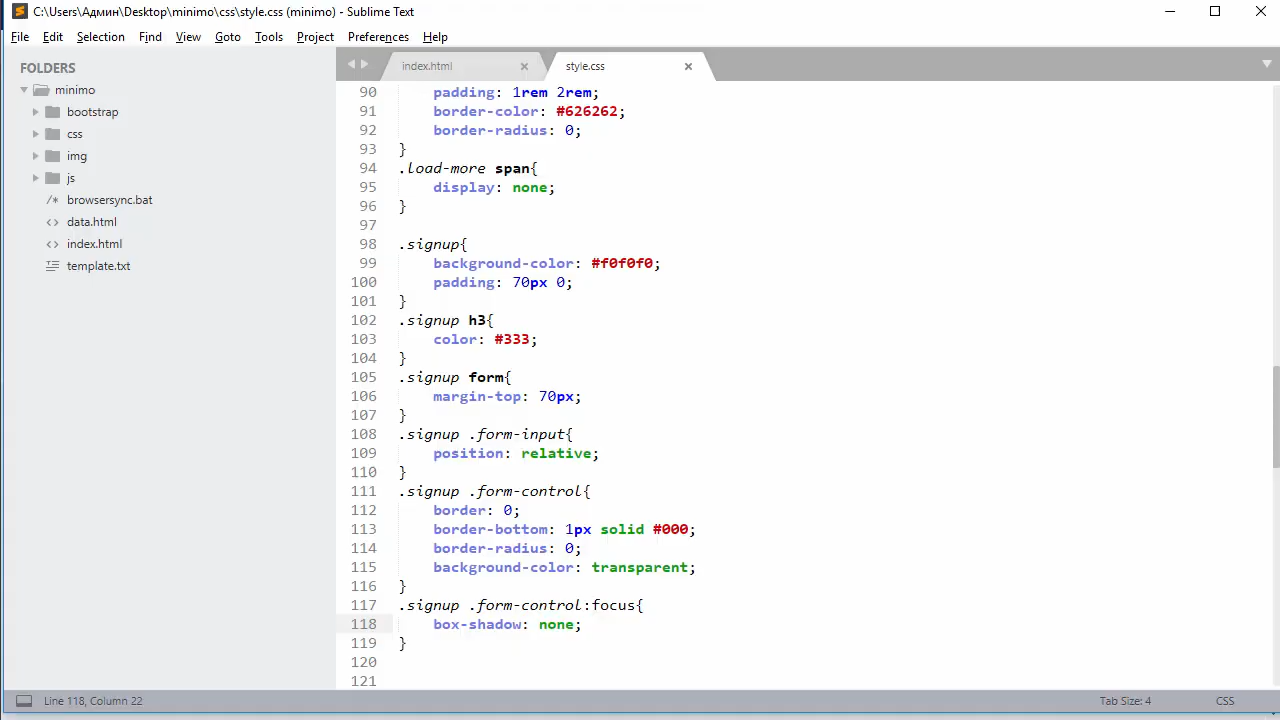 C:\Users\Админ\Desktop\minimo\css\style.css (minimo) - Sublime Text
File Edit Selection Find View Goto Tools Project Preferences Help
FOLDERS
minimo
bootstrap
css
img
js
/* browsersync.bat
<> data.html
<> index.html
template.txt
index.html × style.css ×
90 padding: 1rem 2rem;
91 border-color: #626262;
92 border-radius: 0;
93 }
94 .load-more span{
95 display: none;
96 }
97
98 .signup{
99 background-color: #f0f0f0;
100 padding: 70px 0;
101 }
102 .signup h3{
103 color: #333;
104 }
105 .signup form{
106 margin-top: 70px;
107 }
108 .signup .form-input{
109 position: relative;
110 }
111 .signup .form-control{
112 border: 0;
113 border-bottom: 1px solid #000;
114 border-radius: 0;
115 background-color: transparent;
116 }
117 .signup .form-control:focus{
118 box-shadow: none;
119 }
120
121
Line 118, Column 22 Tab Size: 4 CSS